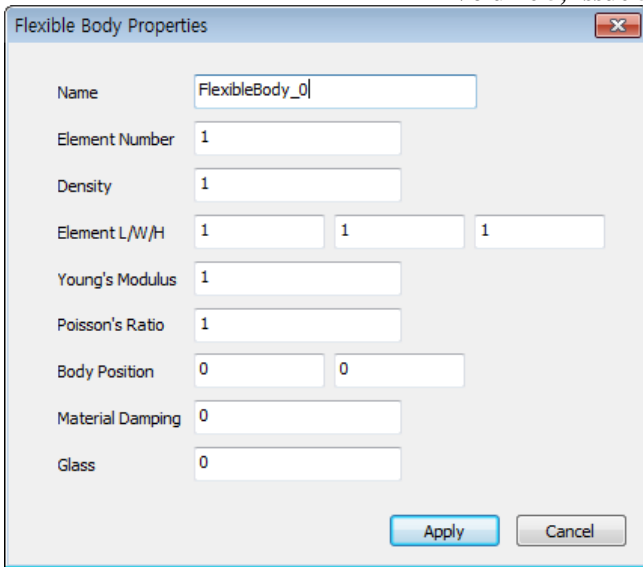 Flexible Body Properties
Name FlexibleBody_0
Element Number 1
Density 1
Element L/W/H 1 1 1
Young's Modulus 1
Poisson's Ratio 1
Body Position 0 0
Material Damping 0
Glass 0
Apply Cancel